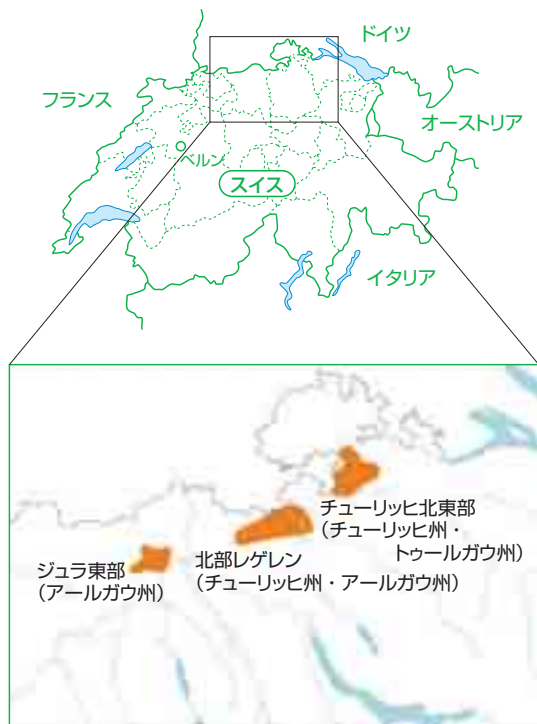 ドイツ
フランス
オーストリア
ベルン
スイス
イタリア
チューリッヒ北東部
(チューリッヒ州・
トゥールガウ州)
北部レゲレン
(チューリッヒ州・アールガウ州)
ジュラ東部
(アールガウ州)